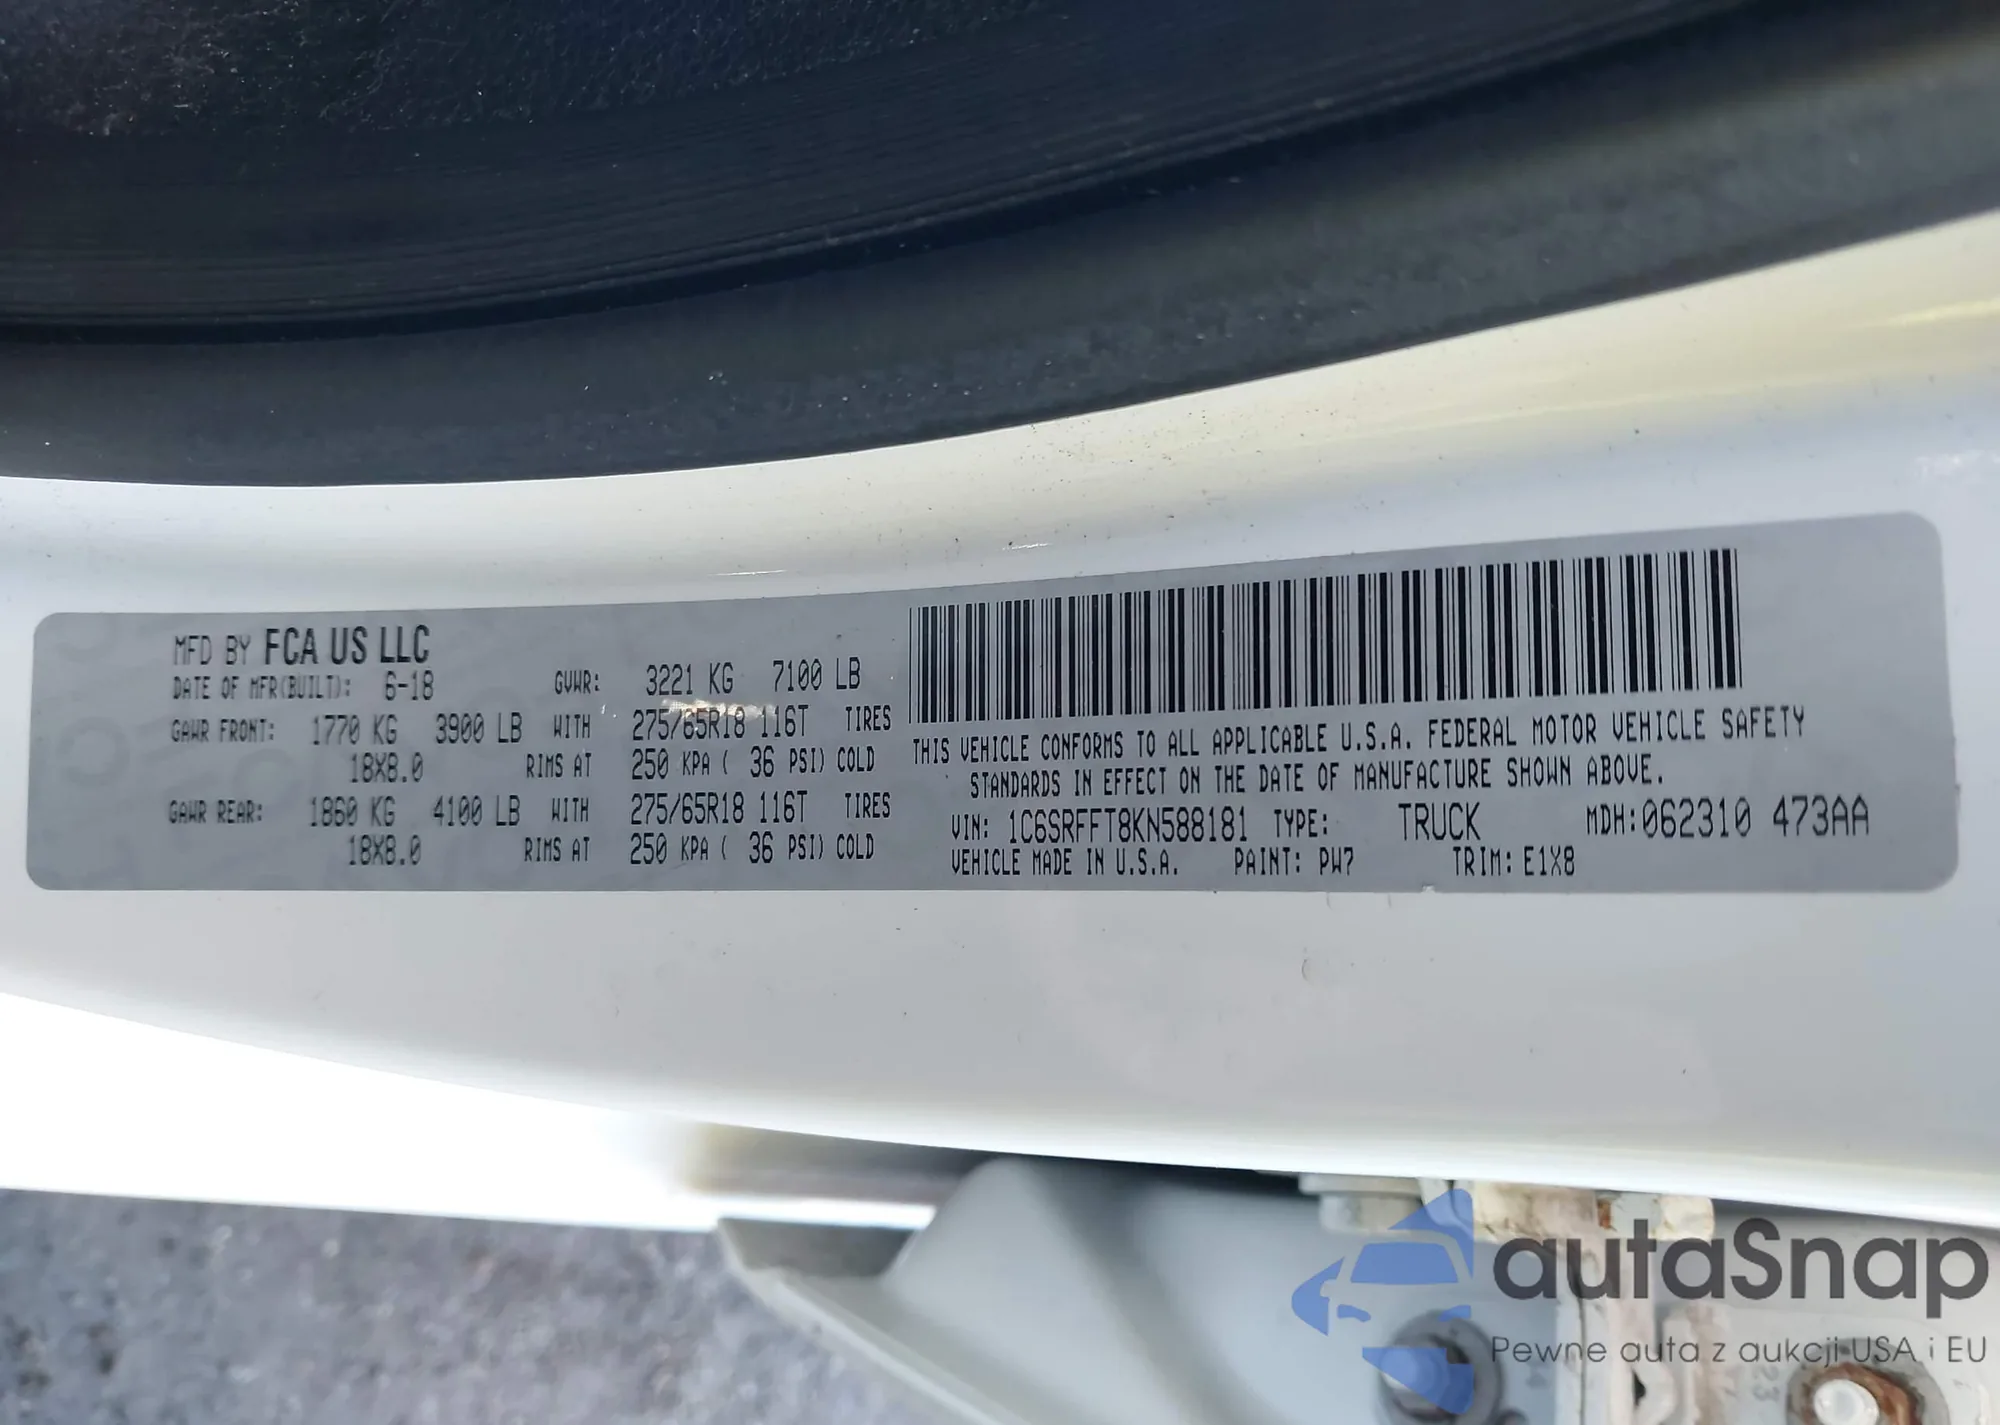 MFD BY FCA US LLC
DATE OF MFR(BUILT): 6-18 GVWR: 3221 KG 7100 LB
GAWR FRONT: 1770 KG 3900 LB WITH 275/65R18 116T TIRES
18X8.0 RIMS AT 250 KPA ( 36 PSI) COLD
GAWR REAR: 1860 KG 4100 LB WITH 275/65R18 116T TIRES
18X8.0 RIMS AT 250 KPA ( 36 PSI) COLD
THIS VEHICLE CONFORMS TO ALL APPLICABLE U.S.A. FEDERAL MOTOR VEHICLE SAFETY
STANDARDS IN EFFECT ON THE DATE OF MANUFACTURE SHOWN ABOVE.
VIN: 1C6SRFFT8KN588181 TYPE: TRUCK MDH:062310 473AA
VEHICLE MADE IN U.S.A. PAINT: PW7 TRIM: E1X8
autaSnap
Pewne auta z aukcji USA i EU